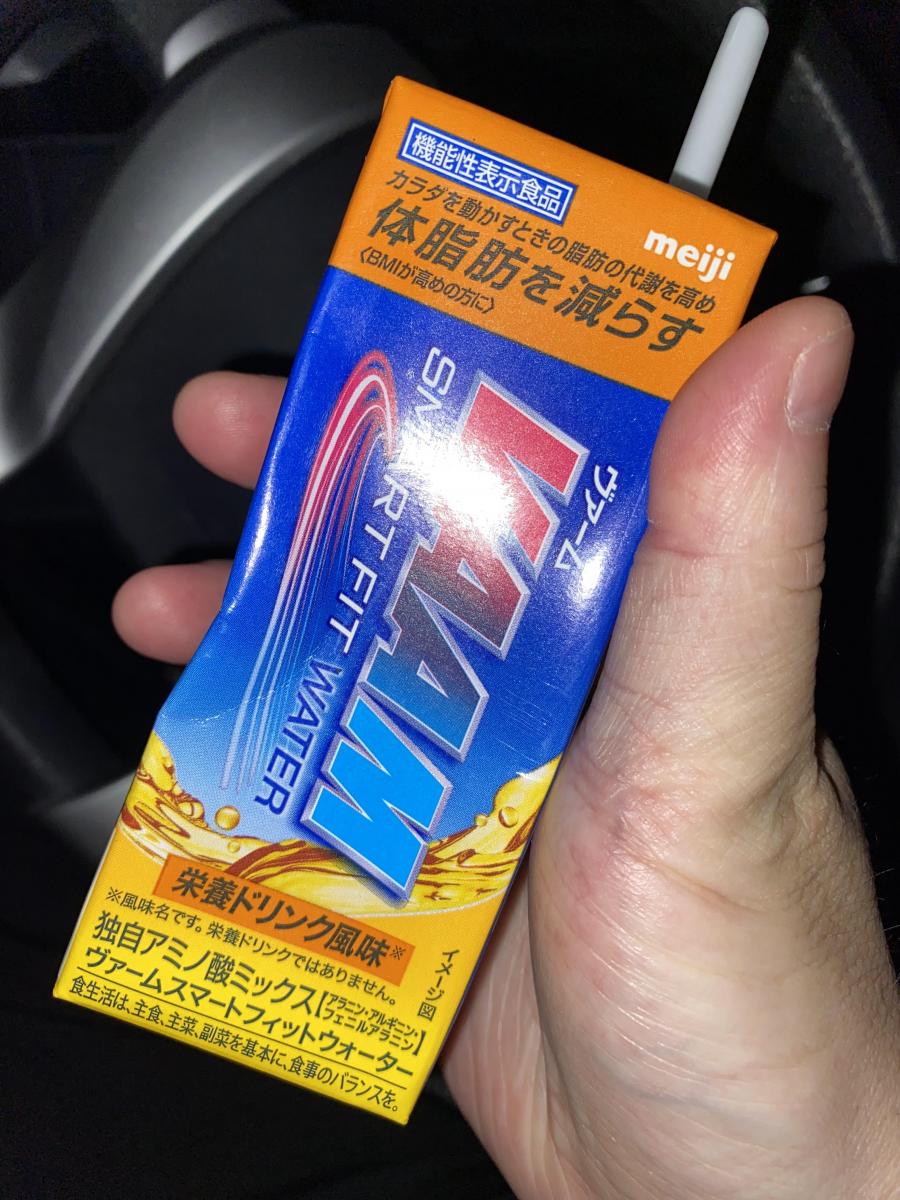 機能性表示食品
カラダを動かすときの脂肪の代謝を高め
体脂肪を減らす
〈BMIが高めの方に〉
meiji
ヴァーム
VAAM
SMART FIT WATER
栄養ドリンク風味※
※風味名です。栄養ドリンクではありません。
イメージ図
独自アミノ酸ミックス【アラニン・アルギニン・
フェニルアラニン】
ヴァームスマートフィットウォーター
食生活は、主食、主菜、副菜を基本に、食事のバランスを。